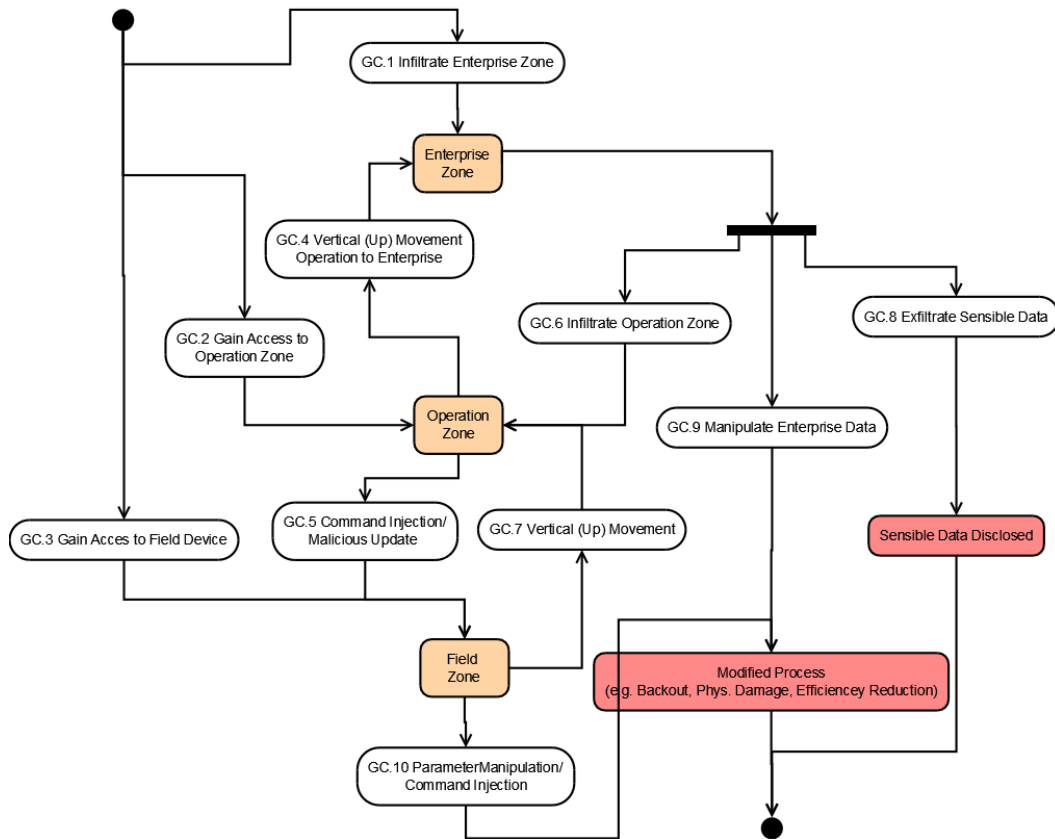 GC.1 Infiltrate Enterprise Zone
Enterprise
Zone
GC.4 Vertical (Up) Movement
Operation to Enterprise
GC.6 Infiltrate Operation Zone
GC.8 Exfiltrate Sensible Data
GC.2 Gain Access to
Operation Zone
Operation
Zone
GC.9 Manipulate Enterprise Data
GC.3 Gain Acces to Field Device
GC.5 Command Injection/
Malicious Update
GC.7 Vertical (Up) Movement
Sensible Data Disclosed
Field
Zone
Modified Process
(e.g. Backout, Phys. Damage, Efficiencey Reduction)
GC.10 ParameterManipulation/
Command Injection